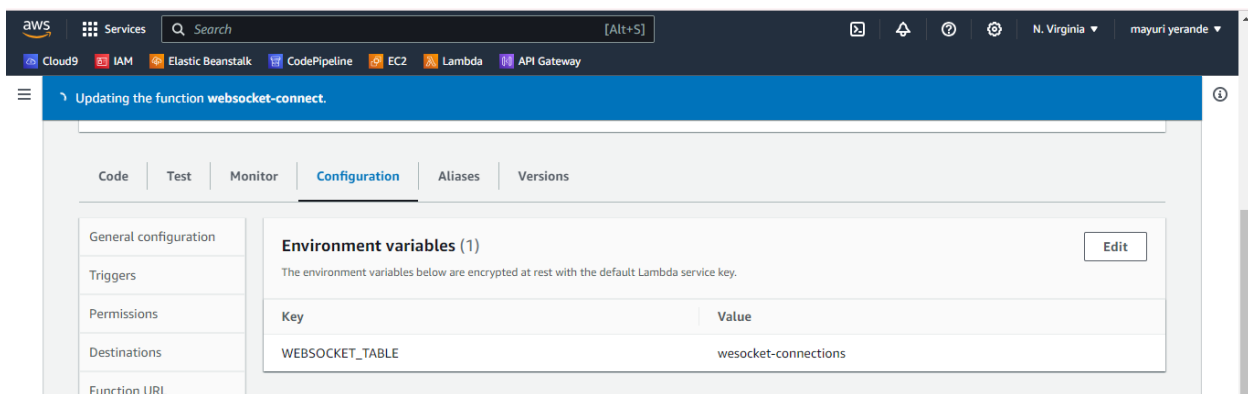 aws Services Search [Alt+S] N. Virginia mayuri yerande
Cloud9 IAM Elastic Beanstalk CodePipeline EC2 Lambda API Gateway
Updating the function websocket-connect.
Code Test Monitor Configuration Aliases Versions
General configuration
Triggers
Permissions
Destinations
Function URL
Environment variables (1) Edit
The environment variables below are encrypted at rest with the default Lambda service key.
Key Value
WEBSOCKET_TABLE wesocket-connections